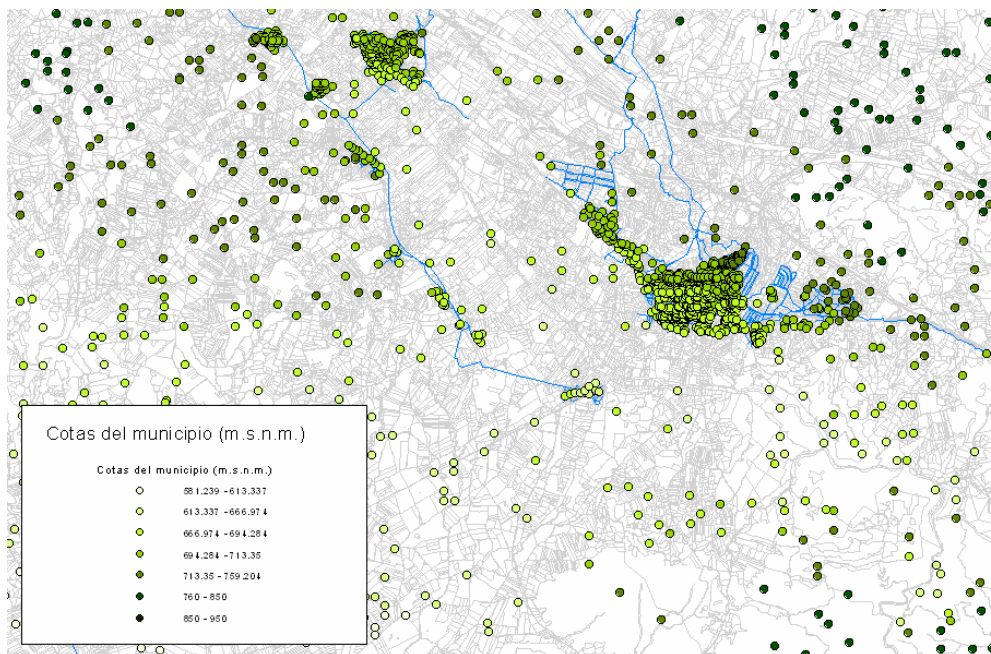 Cotas del municipio (m.s.n.m.)
Cotas del municipio (m.s.n.m.)
581.239 - 613.337
613.337 - 666.974
666.974 - 694.284
694.284 - 713.35
713.35 - 759.204
760 - 850
850 - 950